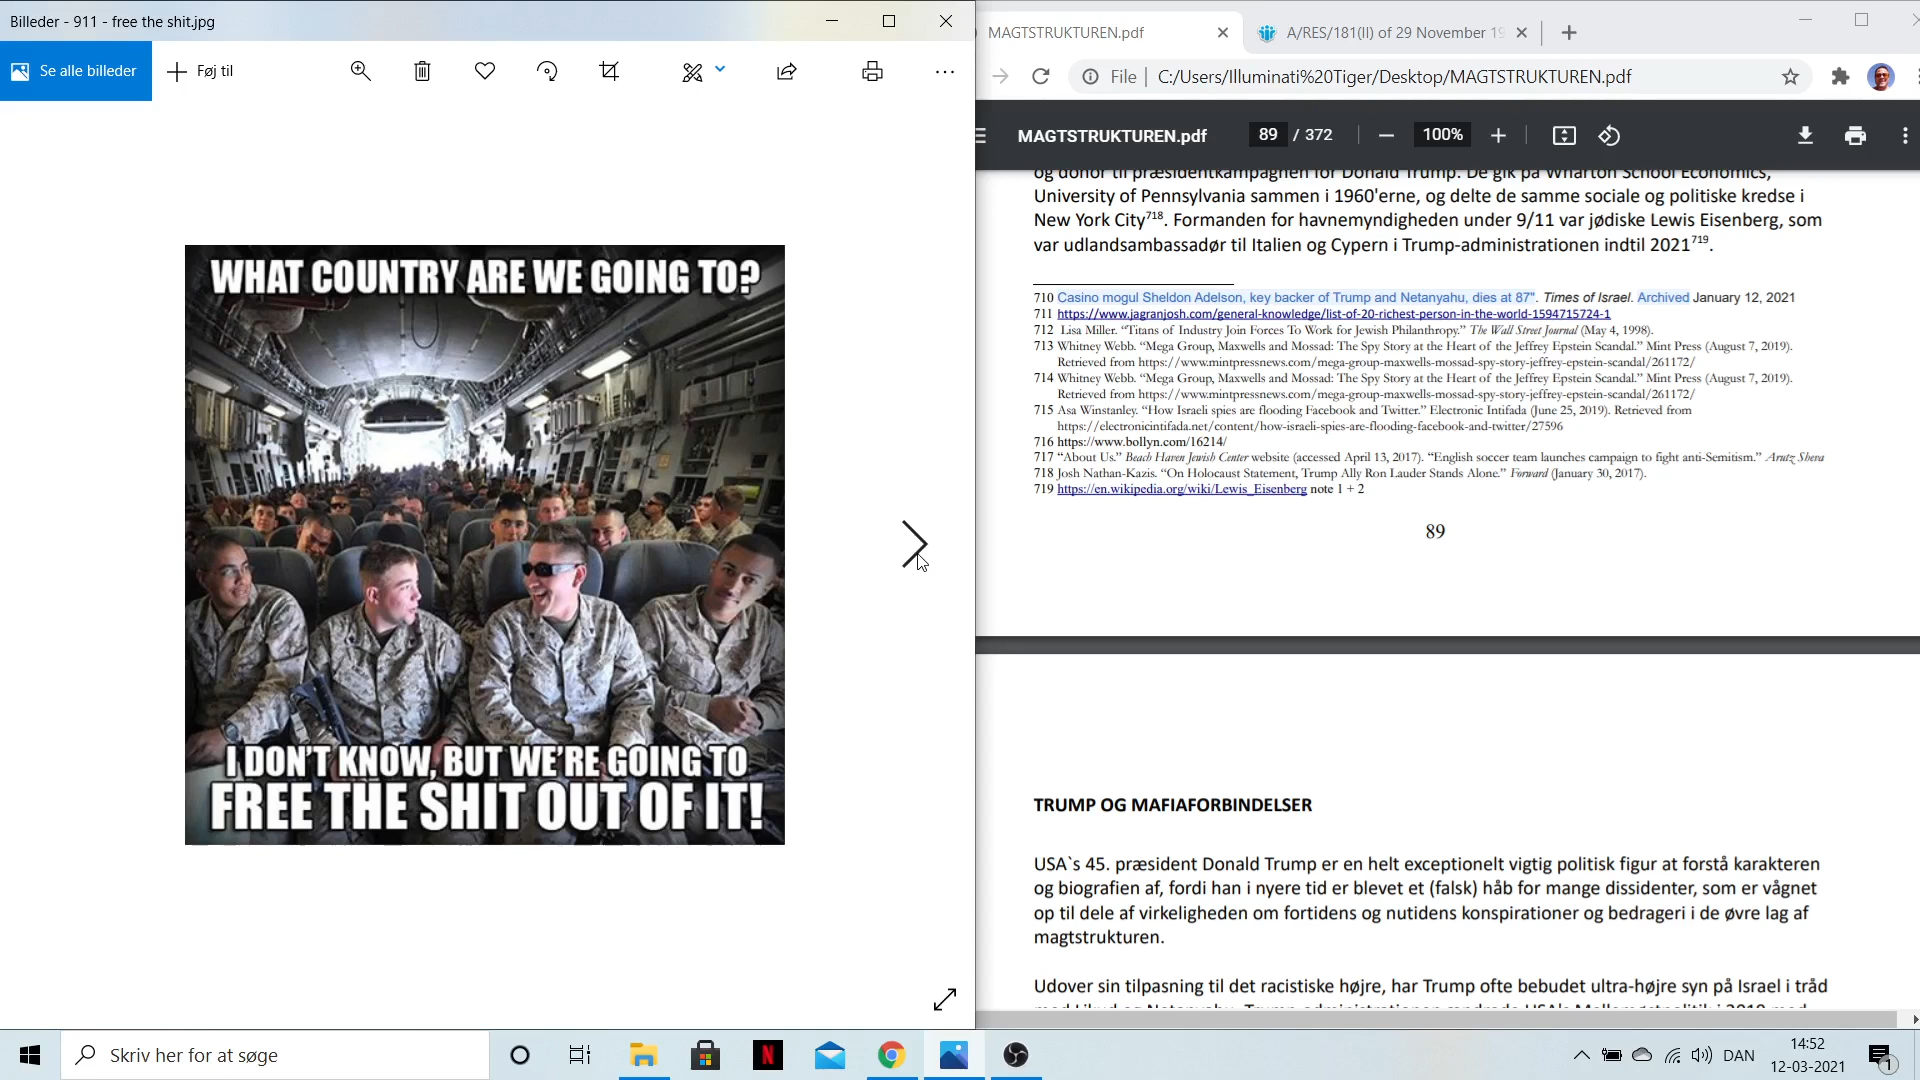 Billeder - 911 - free the shit.jpg
Se alle billeder
Føj til
WHAT COUNTRY ARE WE GOING TO?
I DON'T KNOW, BUT WE'RE GOING TO
FREE THE SHIT OUT OF IT!
MAGTSTRUKTUREN.pdf
A/RES/181(II) of 29 November 19
File
C:/Users/Illuminati%20Tiger/Desktop/MAGTSTRUKTUREN.pdf
MAGTSTRUKTUREN.pdf
89 / 372
100%
og donor til præsidentkampagnen for Donald Trump. De gik på Wharton School Economics,
University of Pennsylvania sammen i 1960'erne, og delte de samme sociale og politiske kredse i
New York City718. Formanden for havnemyndigheden under 9/11 var jødiske Lewis Eisenberg, som
var udlandsambassadør til Italien og Cypern i Trump-administrationen indtil 2021719.
710 Casino mogul Sheldon Adelson, key backer of Trump and Netanyahu, dies at 87". Times of Israel. Archived January 12, 2021
711 https://www.jagranjosh.com/general-knowledge/list-of-20-richest-person-in-the-world-1594715724-1
712 Lisa Miller. “Titans of Industry Join Forces To Work for Jewish Philanthropy.” The Wall Street Journal (May 4, 1998).
713 Whitney Webb. “Mega Group, Maxwells and Mossad: The Spy Story at the Heart of the Jeffrey Epstein Scandal.” Mint Press (August 7, 2019).
Retrieved from https://www.mintpressnews.com/mega-group-maxwells-mossad-spy-story-jeffrey-epstein-scandal/261172/
714 Whitney Webb. “Mega Group, Maxwells and Mossad: The Spy Story at the Heart of the Jeffrey Epstein Scandal.” Mint Press (August 7, 2019).
Retrieved from https://www.mintpressnews.com/mega-group-maxwells-mossad-spy-story-jeffrey-epstein-scandal/261172/
715 Asa Winstanley. “How Israeli spies are flooding Facebook and Twitter.” Electronic Intifada (June 25, 2019). Retrieved from
https://electronicintifada.net/content/how-israeli-spies-are-flooding-facebook-and-twitter/27596
716 https://www.bollyn.com/16214/
717 “About Us.” Beach Haven Jewish Center website (accessed April 13, 2017). “English soccer team launches campaign to fight anti-Semitism.” Arutz Sheva
718 Josh Nathan-Kazis. “On Holocaust Statement, Trump Ally Ron Lauder Stands Alone.” Forward (January 30, 2017).
719 https://en.wikipedia.org/wiki/Lewis_Eisenberg note 1 + 2
89
TRUMP OG MAFIAFORBINDELSER
USA`s 45. præsident Donald Trump er en helt exceptionelt vigtig politisk figur at forstå karakteren
og biografien af, fordi han i nyere tid er blevet et (falsk) håb for mange dissidenter, som er vågnet
op til dele af virkeligheden om fortidens og nutidens konspirationer og bedrageri i de øvre lag af
magtstrukturen.
Udover sin tilpasning til det racistiske højre, har Trump ofte bebudet ultra-højre syn på Israel i tråd
Skriv her for at søge
DAN
14:52
12-03-2021
1